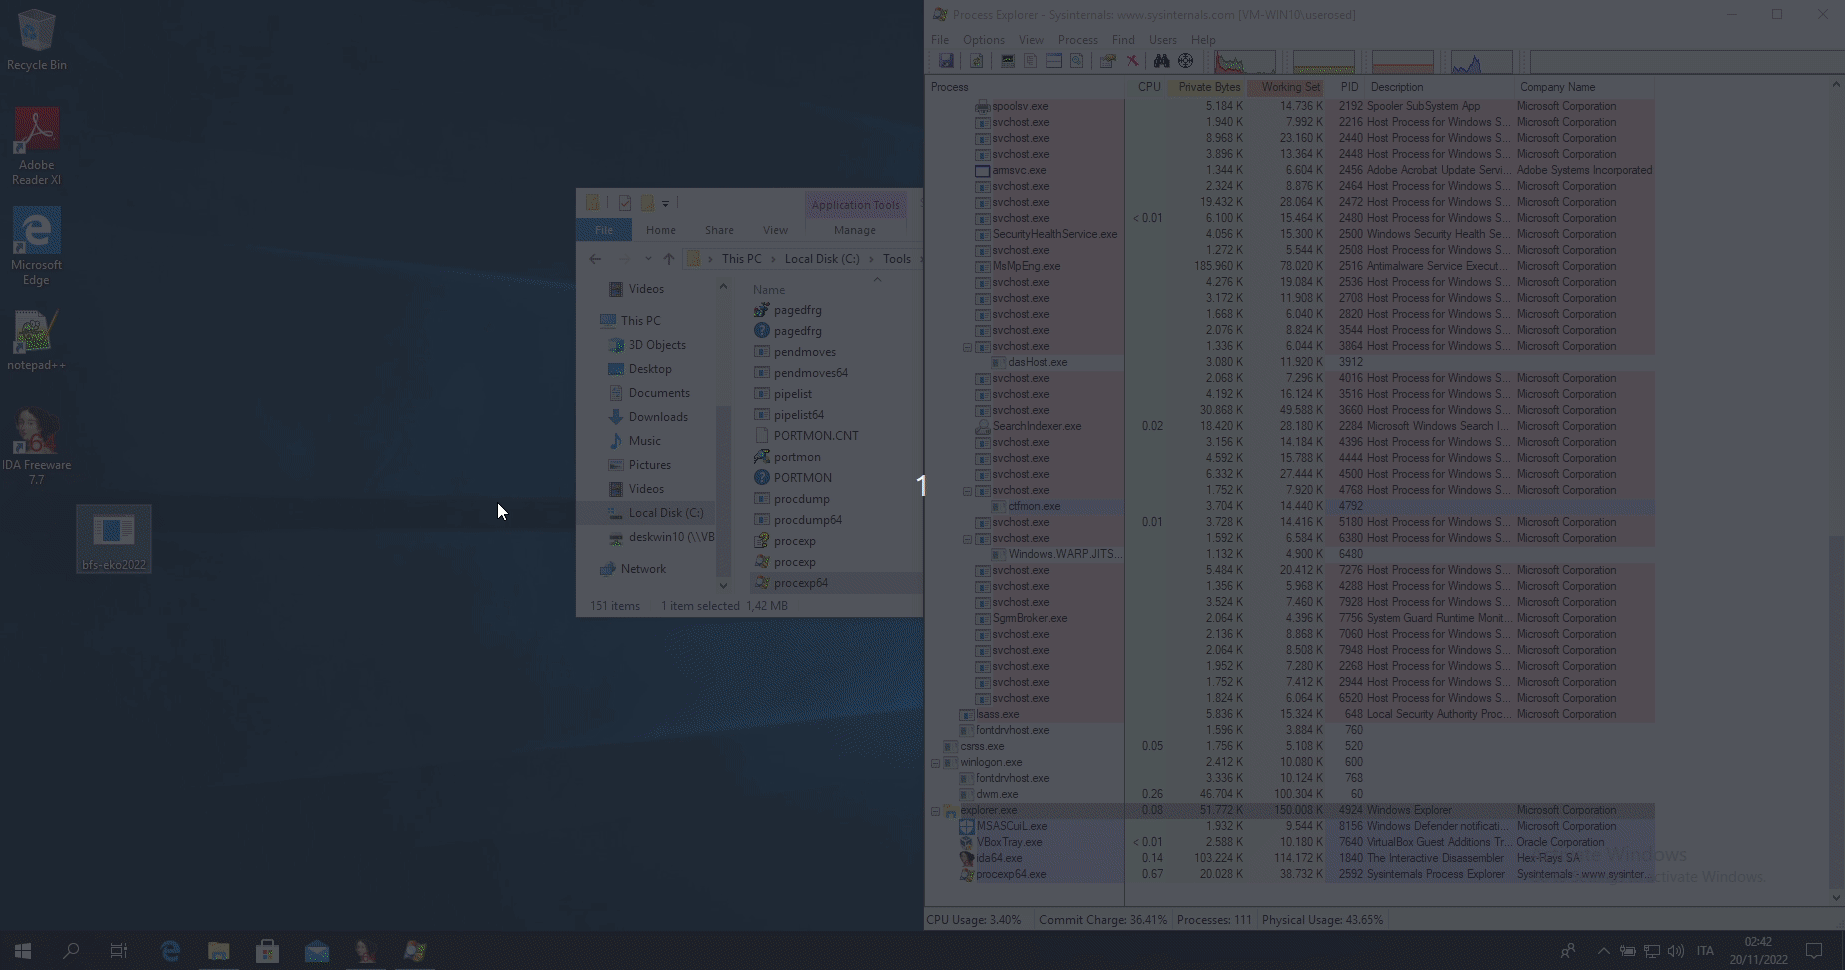 Recycle Bin
Adobe
Reader XI
Microsoft
Edge
notepad++
IDA Freeware
7.7
bfs-eko2022
Application Tools
File Home Share View Manage
This PC Local Disk (C:) Tools
Videos
This PC
3D Objects
Desktop
Documents
Downloads
Music
Pictures
Videos
Local Disk (C:)
deskwin10 (\\VB
Network
Name
pagedfrg
pagedfrg
pendmoves
pendmoves64
pipelist
pipelist64
PORTMON.CNT
portmon
PORTMON
procdump
procdump64
procexp
procexp
procexp64
151 items 1 item selected 1,42 MB
1
Process Explorer - Sysinternals: www.sysinternals.com [VM-WIN10\userosed]
File Options View Process Find Users Help
Process CPU Private Bytes Working Set PID Description Company Name
spoolsv.exe 5.184 K 14.736 K 2192 Spooler SubSystem App Microsoft Corporation
svchost.exe 1.940 K 7.992 K 2216 Host Process for Windows S... Microsoft Corporation
svchost.exe 8.968 K 23.160 K 2440 Host Process for Windows S... Microsoft Corporation
svchost.exe 3.896 K 13.364 K 2448 Host Process for Windows S... Microsoft Corporation
armsvc.exe 1.344 K 6.604 K 2456 Adobe Acrobat Update Servi... Adobe Systems Incorporated
svchost.exe 2.324 K 8.876 K 2464 Host Process for Windows S... Microsoft Corporation
svchost.exe 19.432 K 28.064 K 2472 Host Process for Windows S... Microsoft Corporation
svchost.exe < 0.01 6.100 K 15.464 K 2480 Host Process for Windows S... Microsoft Corporation
SecurityHealthService.exe 4.056 K 15.300 K 2500 Windows Security Health Se... Microsoft Corporation
svchost.exe 1.272 K 5.544 K 2508 Host Process for Windows S... Microsoft Corporation
MsMpEng.exe 185.960 K 78.020 K 2516 Antimalware Service Execut... Microsoft Corporation
svchost.exe 4.276 K 19.084 K 2536 Host Process for Windows S... Microsoft Corporation
svchost.exe 3.172 K 11.908 K 2708 Host Process for Windows S... Microsoft Corporation
svchost.exe 1.668 K 6.040 K 2820 Host Process for Windows S... Microsoft Corporation
svchost.exe 2.076 K 8.824 K 3544 Host Process for Windows S... Microsoft Corporation
svchost.exe 1.336 K 6.044 K 3864 Host Process for Windows S... Microsoft Corporation
dasHost.exe 3.080 K 11.920 K 3912
svchost.exe 2.068 K 7.296 K 4016 Host Process for Windows S... Microsoft Corporation
svchost.exe 4.192 K 16.124 K 3516 Host Process for Windows S... Microsoft Corporation
svchost.exe 30.868 K 49.588 K 3660 Host Process for Windows S... Microsoft Corporation
SearchIndexer.exe 0.02 18.420 K 28.180 K 2284 Microsoft Windows Search I... Microsoft Corporation
svchost.exe 3.156 K 14.184 K 4396 Host Process for Windows S... Microsoft Corporation
svchost.exe 4.592 K 15.788 K 4444 Host Process for Windows S... Microsoft Corporation
svchost.exe 6.332 K 27.444 K 4500 Host Process for Windows S... Microsoft Corporation
svchost.exe 1.752 K 7.920 K 4768 Host Process for Windows S... Microsoft Corporation
ctfmon.exe 3.704 K 14.440 K 4792
svchost.exe 0.01 3.728 K 14.416 K 5180 Host Process for Windows S... Microsoft Corporation
svchost.exe 1.592 K 6.584 K 6380 Host Process for Windows S... Microsoft Corporation
Windows.WARP.JITS... 1.132 K 4.900 K 6480
svchost.exe 5.484 K 20.412 K 7276 Host Process for Windows S... Microsoft Corporation
svchost.exe 1.356 K 5.968 K 4288 Host Process for Windows S... Microsoft Corporation
svchost.exe 3.524 K 7.460 K 7928 Host Process for Windows S... Microsoft Corporation
SgrmBroker.exe 2.064 K 4.396 K 7756 System Guard Runtime Monit... Microsoft Corporation
svchost.exe 2.136 K 8.868 K 7060 Host Process for Windows S... Microsoft Corporation
svchost.exe 2.064 K 8.508 K 7948 Host Process for Windows S... Microsoft Corporation
svchost.exe 1.952 K 7.280 K 2268 Host Process for Windows S... Microsoft Corporation
svchost.exe 1.752 K 7.412 K 2944 Host Process for Windows S... Microsoft Corporation
svchost.exe 1.824 K 6.064 K 6520 Host Process for Windows S... Microsoft Corporation
lsass.exe 5.836 K 15.324 K 648 Local Security Authority Proc... Microsoft Corporation
fontdrvhost.exe 1.596 K 3.884 K 760
csrss.exe 0.05 1.756 K 5.108 K 520
winlogon.exe 2.412 K 10.080 K 600
fontdrvhost.exe 3.336 K 10.124 K 768
dwm.exe 0.26 46.704 K 100.304 K 60
explorer.exe 0.08 51.772 K 150.008 K 4924 Windows Explorer Microsoft Corporation
MSASCuiL.exe 1.932 K 9.544 K 8156 Windows Defender notificati... Microsoft Corporation
VBoxTray.exe < 0.01 2.588 K 10.180 K 7640 VirtualBox Guest Additions Tr... Oracle Corporation
ida64.exe 0.14 103.224 K 114.172 K 1840 The Interactive Disassembler Hex-Rays SA
procexp64.exe 0.67 20.028 K 38.732 K 2592 Sysinternals Process Explorer Sysinternals - www.sysinter...
CPU Usage: 3.40% Commit Charge: 36.41% Processes: 111 Physical Usage: 43.65%
ITA
02:42
20/11/2022